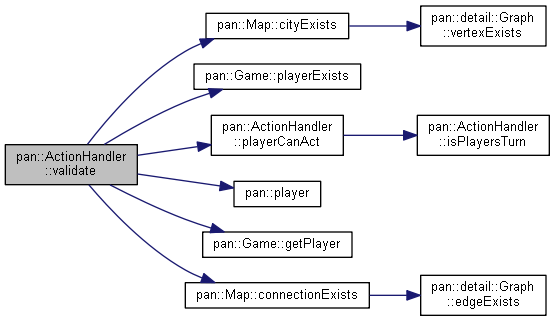 pan::Map::cityExists
pan::detail::Graph
::vertexExists
pan::Game::playerExists
pan::ActionHandler
::playerCanAct
pan::ActionHandler
::isPlayersTurn
pan::ActionHandler
::validate
pan::player
pan::Game::getPlayer
pan::Map::connectionExists
pan::detail::Graph
::edgeExists